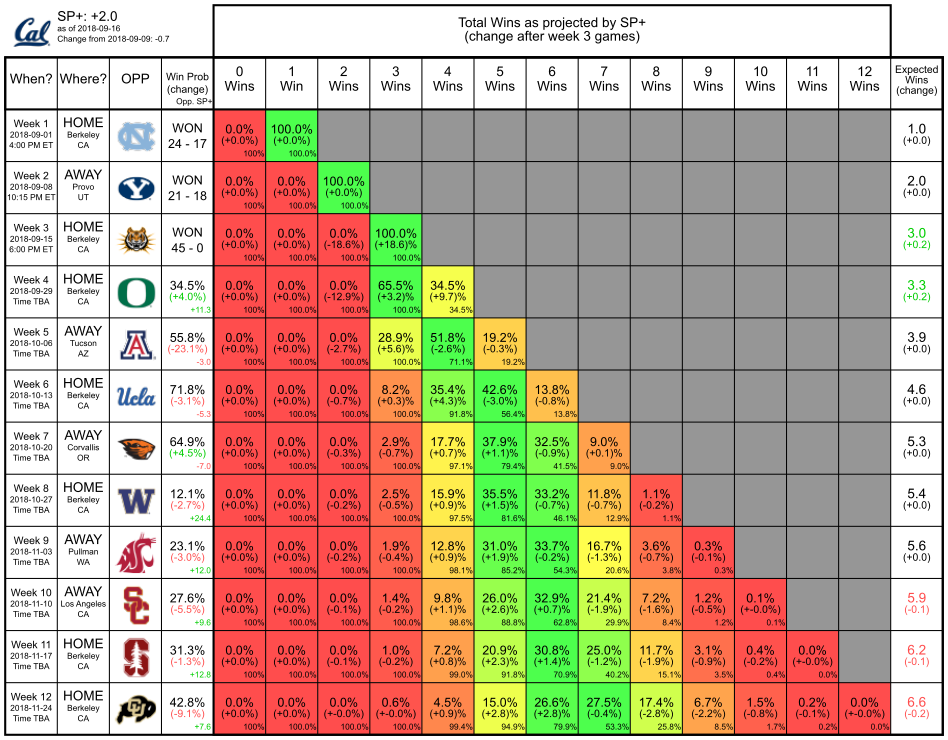 Cal
SP+: +2.0
as of 2018-09-16
Change from 2018-09-09: -0.7
Total Wins as projected by SP+
(change after week 3 games)
When? Where? OPP Win Prob (change) Opp. SP+ 0 Wins 1 Win 2 Wins 3 Wins 4 Wins 5 Wins 6 Wins 7 Wins 8 Wins 9 Wins 10 Wins 11 Wins 12 Wins Expected Wins (change)
Week 1 HOME WON 0.0% 100.0% 1.0
2018-09-01 Berkeley NC (+0.0%) (+0.0%) (+0.0)
4:00 PM ET CA 24 - 17 100% 100.0%
Week 2 AWAY WON 0.0% 0.0% 100.0% 2.0
2018-09-08 Provo Y (+0.0%) (+0.0%) (+0.0%) (+0.0)
10:15 PM ET UT 21 - 18 100% 100.0% 100.0%
Week 3 HOME WON 0.0% 0.0% 0.0% 100.0% 3.0
2018-09-15 Berkeley (+0.0%) (+0.0%) (-18.6%) (+18.6)% (+0.2)
6:00 PM ET CA 45 - 0 100% 100.0% 100.0% 100.0%
Week 4 HOME 34.5% 0.0% 0.0% 0.0% 65.5% 34.5% 3.3
2018-09-29 Berkeley O (+4.0%) (+0.0%) (+0.0%) (-12.9%) (+3.2)% (+9.7)% (+0.2)
Time TBA CA +11.3 100% 100.0% 100.0% 100.0% 34.5%
Week 5 AWAY 55.8% 0.0% 0.0% 0.0% 28.9% 51.8% 19.2% 3.9
2018-10-06 Tucson A (-23.1%) (+0.0%) (+0.0%) (-2.7%) (+5.6)% (-2.6%) (-0.3%) (+0.0)
Time TBA AZ -3.0 100% 100.0% 100.0% 100.0% 71.1% 19.2%
Week 6 HOME 71.8% 0.0% 0.0% 0.0% 8.2% 35.4% 42.6% 13.8% 4.6
2018-10-13 Berkeley Ucla (-3.1%) (+0.0%) (+0.0%) (-0.7%) (+0.3)% (+4.3)% (-3.0%) (-0.8%) (+0.0)
Time TBA CA -5.3 100% 100.0% 100.0% 100.0% 91.8% 56.4% 13.8%
Week 7 AWAY 64.9% 0.0% 0.0% 0.0% 2.9% 17.7% 37.9% 32.5% 9.0% 5.3
2018-10-20 Corvallis (+4.5%) (+0.0%) (+0.0%) (-0.3%) (-0.7%) (+0.7)% (+1.1)% (-0.9%) (+0.1)% (+0.0)
Time TBA OR -7.0 100% 100.0% 100.0% 100.0% 97.1% 79.4% 41.5% 9.0%
Week 8 HOME 12.1% 0.0% 0.0% 0.0% 2.5% 15.9% 35.5% 33.2% 11.8% 1.1% 5.4
2018-10-27 Berkeley W (-2.7%) (+0.0%) (+0.0%) (-0.2%) (-0.5%) (+0.9)% (+1.5)% (-0.7%) (-0.7%) (-0.2%) (+0.0)
Time TBA CA +24.4 100% 100.0% 100.0% 100.0% 97.5% 81.6% 46.1% 12.9% 1.1%
Week 9 AWAY 23.1% 0.0% 0.0% 0.0% 1.9% 12.8% 31.0% 33.7% 16.7% 3.6% 0.3% 5.6
2018-11-03 Pullman (-3.0%) (+0.0%) (+0.0%) (-0.2%) (-0.4%) (+0.9)% (+1.9)% (-0.2%) (-1.3%) (-0.7%) (-0.1%) (+0.0)
Time TBA WA +12.0 100% 100.0% 100.0% 100.0% 98.1% 85.2% 54.3% 20.6% 3.8% 0.3%
Week 10 AWAY 27.6% 0.0% 0.0% 0.0% 1.4% 9.8% 26.0% 32.9% 21.4% 7.2% 1.2% 0.1% 5.9
2018-11-10 Los Angeles SC (-5.5%) (+0.0%) (+0.0%) (-0.1%) (-0.2%) (+1.1)% (+2.6)% (+0.7)% (-1.9%) (-1.6%) (-0.5%) (+-0.0%) (-0.1)
Time TBA CA +9.6 100% 100.0% 100.0% 100.0% 98.6% 88.8% 62.8% 29.9% 8.4% 1.2% 0.1%
Week 11 HOME 31.3% 0.0% 0.0% 0.0% 1.0% 7.2% 20.9% 30.8% 25.0% 11.7% 3.1% 0.4% 0.0% 6.2
2018-11-17 Berkeley S (-1.3%) (+0.0%) (+0.0%) (-0.1%) (-0.2%) (+0.8)% (+2.3)% (+1.4)% (-1.2%) (-1.9%) (-0.9%) (-0.2%) (+-0.0%) (-0.1)
Time TBA CA +12.8 100% 100.0% 100.0% 100.0% 99.0% 91.8% 70.9% 40.2% 15.1% 3.5% 0.4% 0.0%
Week 12 HOME 42.8% 0.0% 0.0% 0.0% 0.6% 4.5% 15.0% 26.6% 27.5% 17.4% 6.7% 1.5% 0.2% 0.0% 6.6
2018-11-24 Berkeley CU (-9.1%) (+0.0%) (+0.0%) (+0.0%) (+-0.0%) (+0.9)% (+2.8)% (+2.8)% (-0.4%) (-2.8%) (-2.2%) (-0.8%) (-0.1%) (+-0.0%) (-0.2)
Time TBA CA +7.6 100% 100.0% 100.0% 100.0% 99.4% 94.9% 79.9% 53.3% 25.8% 8.5% 1.7% 0.2% 0.0%